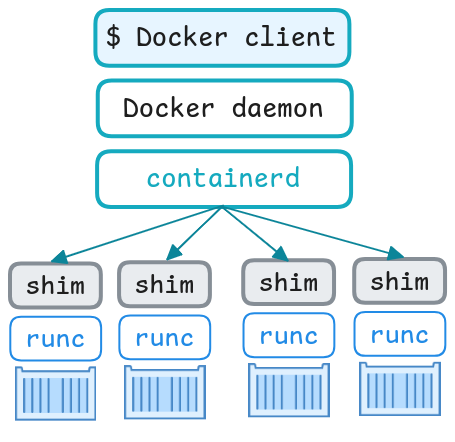 $ Docker client
Docker daemon
containerd
shim shim shim shim
runc runc runc runc